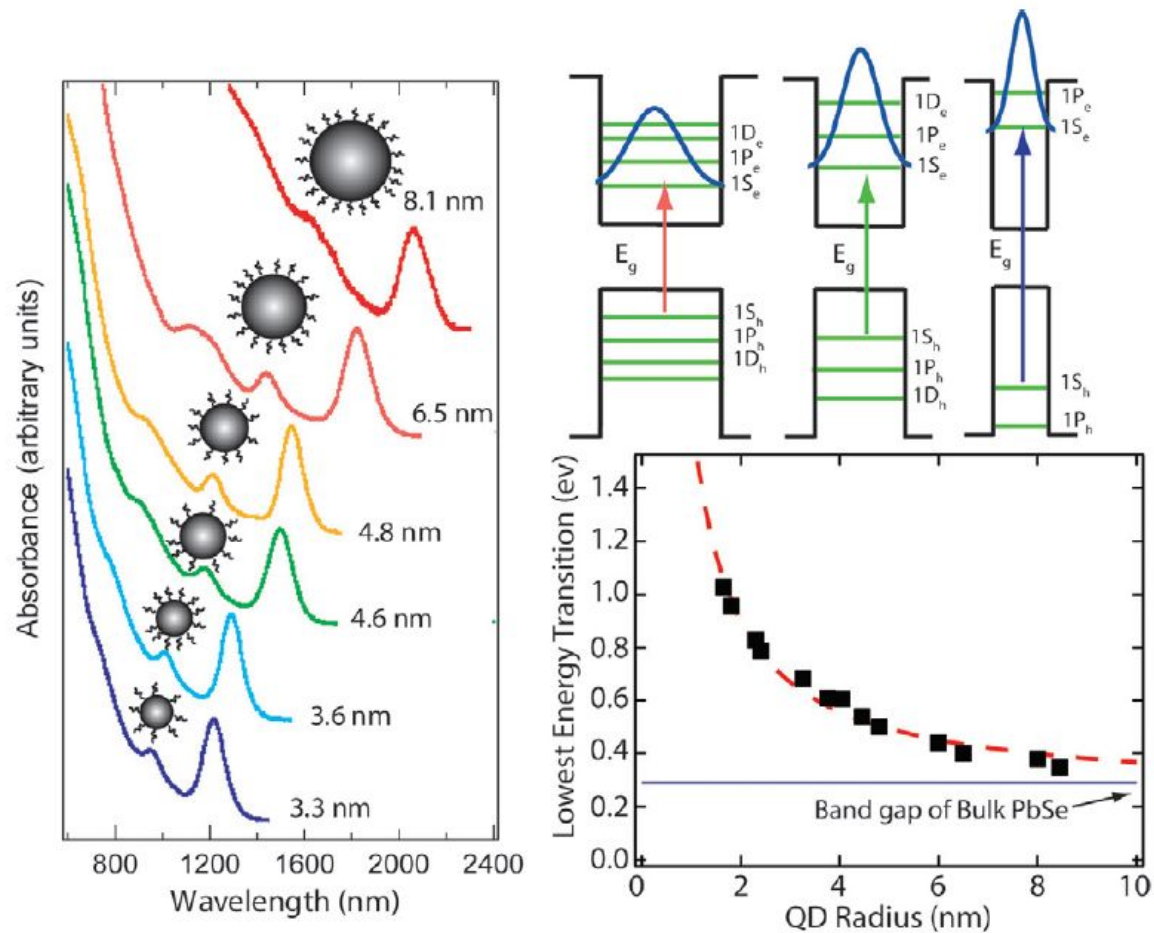 Absorbance (arbitrary units)
8.1 nm
6.5 nm
4.8 nm
4.6 nm
3.6 nm
3.3 nm
800 1200 1600 2000 2400
Wavelength (nm)
1D_e
1P_e
1S_e
E_g
1S_h
1P_h
1D_h
1D_e
1P_e
1S_e
E_g
1S_h
1P_h
1D_h
1P_e
1S_e
1S_h
1P_h
Lowest Energy Transition (ev)
1.4
1.2
1.0
0.8
0.6
0.4
0.2
0.0
Band gap of Bulk PbSe
0 2 4 6 8 10
QD Radius (nm)